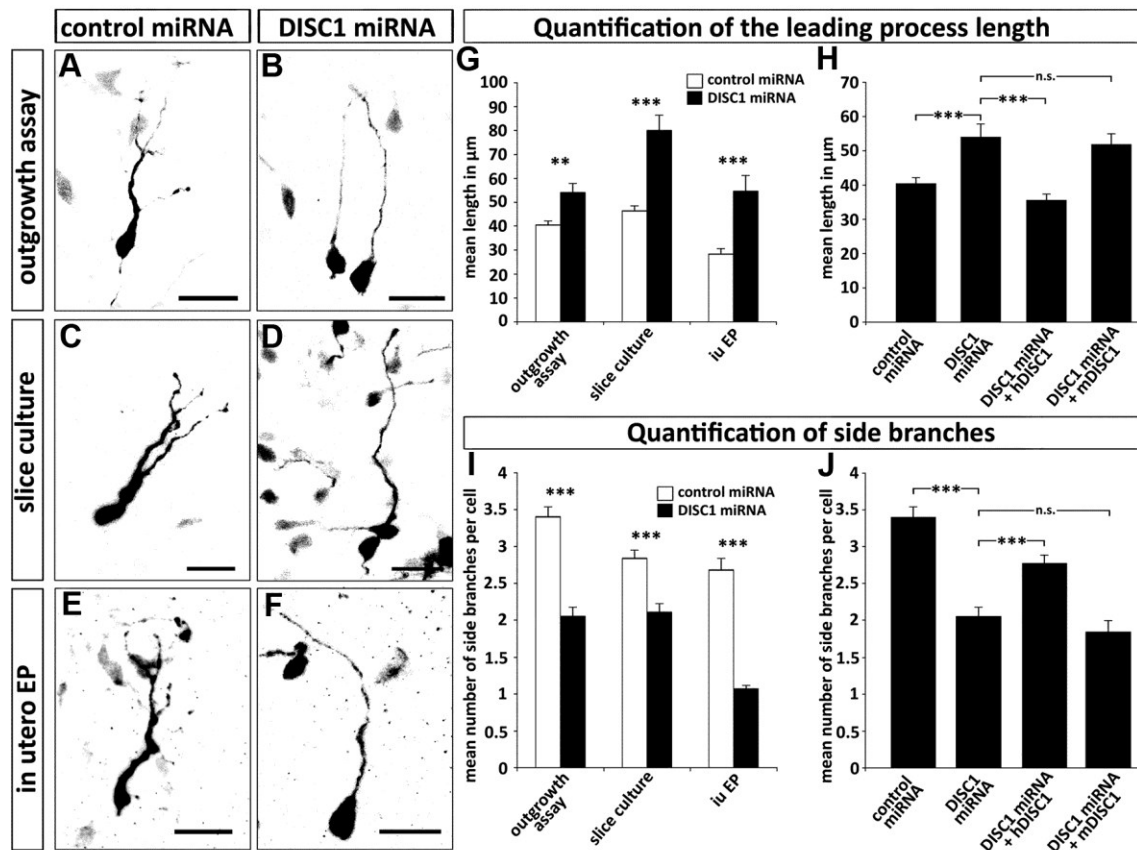 control miRNA
DISC1 miRNA
Quantification of the leading process length
outgrowth assay
slice culture
in utero EP
A
B
C
D
E
F
G
control miRNA
DISC1 miRNA
mean length in μm
100
90
80
70
60
50
40
30
20
10
0
**
***
***
outgrowth
assay
slice culture
iu EP
H
mean length in μm
70
60
50
40
30
20
10
0
n.s.
***
***
control
miRNA
DISC1
miRNA
DISC1 miRNA
+ hDISC1
DISC1 miRNA
+ mDISC1
Quantification of side branches
I
control miRNA
DISC1 miRNA
mean number of side branches per cell
4
3.5
3
2.5
2
1.5
1
0.5
0
***
***
***
outgrowth
assay
slice culture
iu EP
J
mean number of side branches per cell
4
3.5
3
2.5
2
1.5
1
0.5
0
***
n.s.
***
control
miRNA
DISC1
miRNA
DISC1 miRNA
+ hDISC1
DISC1 miRNA
+ mDISC1